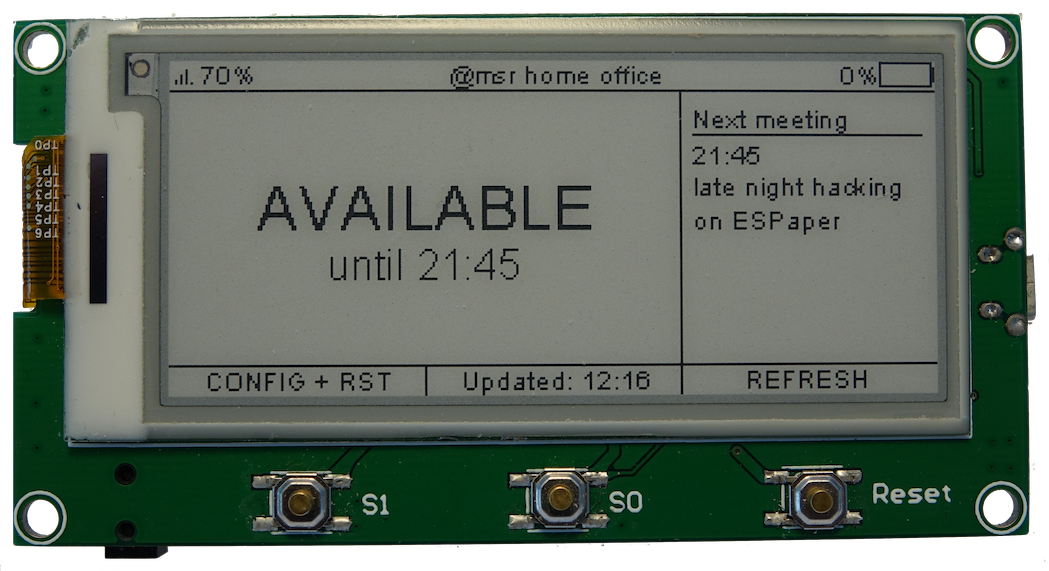 70% @msr home office 0%
Next meeting
21:45
late night hacking
on ESPaper
AVAILABLE
until 21:45
CONFIG + RST Updated: 12:16 REFRESH
TP0
TP1
TP2
TP3
TP4
TP5
TP6
S1 S0 Reset